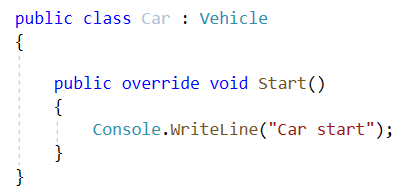 public class Car : Vehicle
{
public override void Start()
{
Console.WriteLine("Car start");
}
}